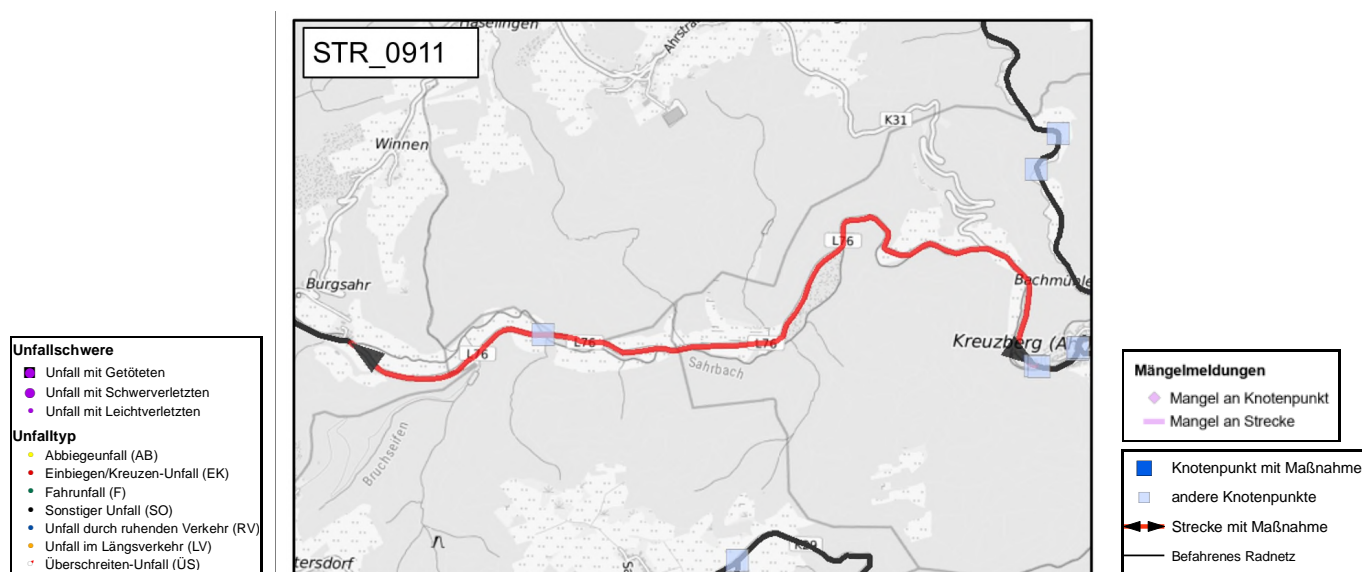 Haselingen
STR_0911
Ahrstra
K31
Winnen
L76
Burgsahr
Bachmühle
L76
L76
L76
Kreuzberg (A
Sahrbach
Bruchseifen
K29
tersdorf
Unfallschwere
Unfall mit Getöteten
Unfall mit Schwerverletzten
Unfall mit Leichtverletzten
Unfalltyp
Abbiegeunfall (AB)
Einbiegen/Kreuzen-Unfall (EK)
Fahrunfall (F)
Sonstiger Unfall (SO)
Unfall durch ruhenden Verkehr (RV)
Unfall im Längsverkehr (LV)
Überschreiten-Unfall (ÜS)
Mängelmeldungen
Mangel an Knotenpunkt
Mangel an Strecke
Knotenpunkt mit Maßnahme
andere Knotenpunkte
Strecke mit Maßnahme
Befahrenes Radnetz